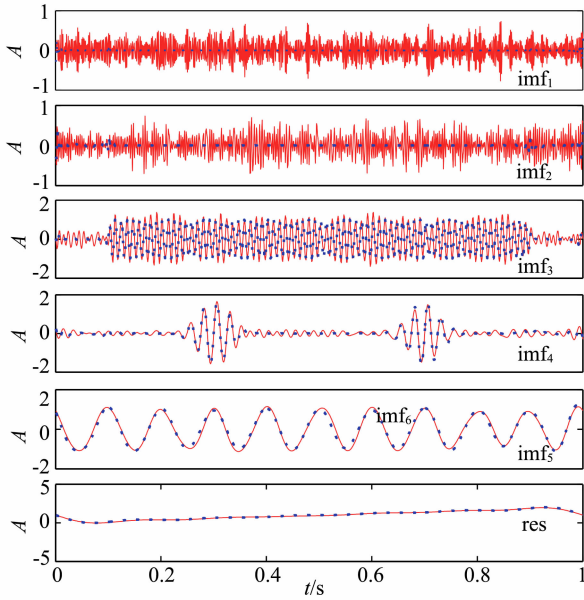 1
A 0
-1
imf₁
1
A 0
1
imf₂
2
A 0
-2
imf₃
2
A 0
-2
imf₄
2
A 0
-2
imf₆
imf₅
5
A 0
-5
res
0 0.2 0.4 0.6 0.8 1
t/s